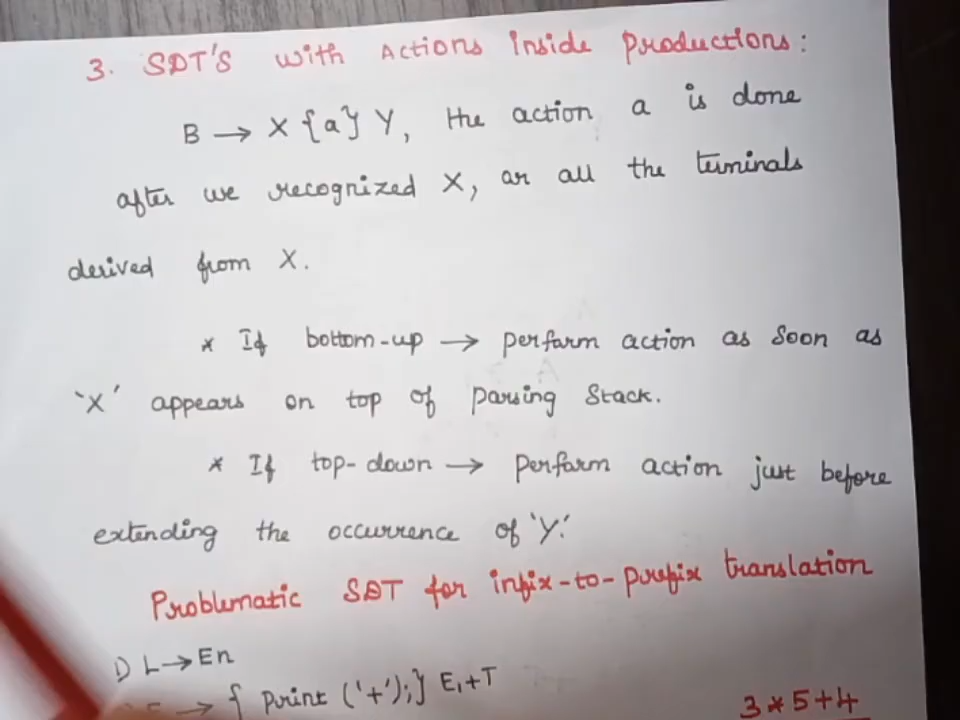 3. SDT'S with Actions Inside Productions:
B → X {a} Y, the action a is done
after we recognized X, or all the terminals
derived from X.
* If bottom-up → perform action as soon as
'X' appears on top of Parsing Stack.
* If top-down → perform action just before
extending the occurrence of 'Y'.
Problematic SDT for infix-to-prefix translation
1) L → En
→ { print ('+');} E₁+T
3*5+4